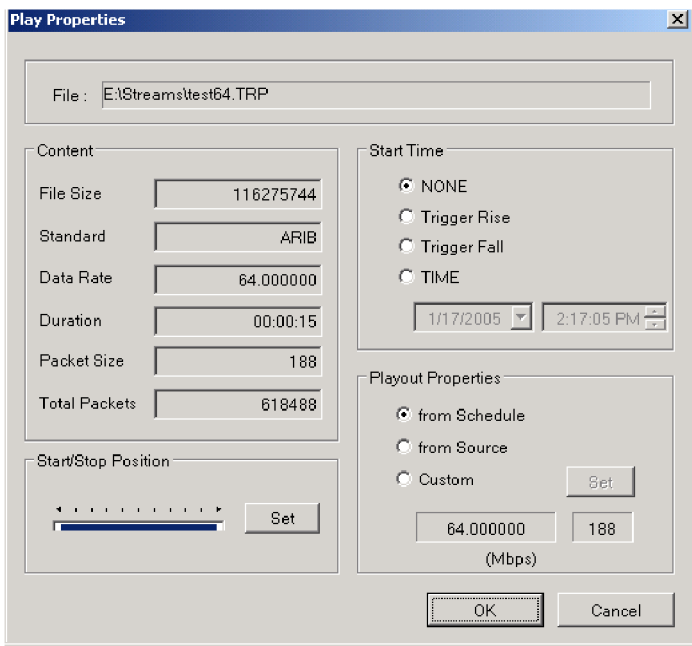 Play Properties
File : E:\Streams\test64.TRP
Content
File Size 116275744
Standard ARIB
Data Rate 64.000000
Duration 00:00:15
Packet Size 188
Total Packets 618488
Start/Stop Position
Set
Start Time
NONE
Trigger Rise
Trigger Fall
TIME
1/17/2005 2:17:05 PM
Playout Properties
from Schedule
from Source
Custom Set
64.000000 188
(Mbps)
OK Cancel